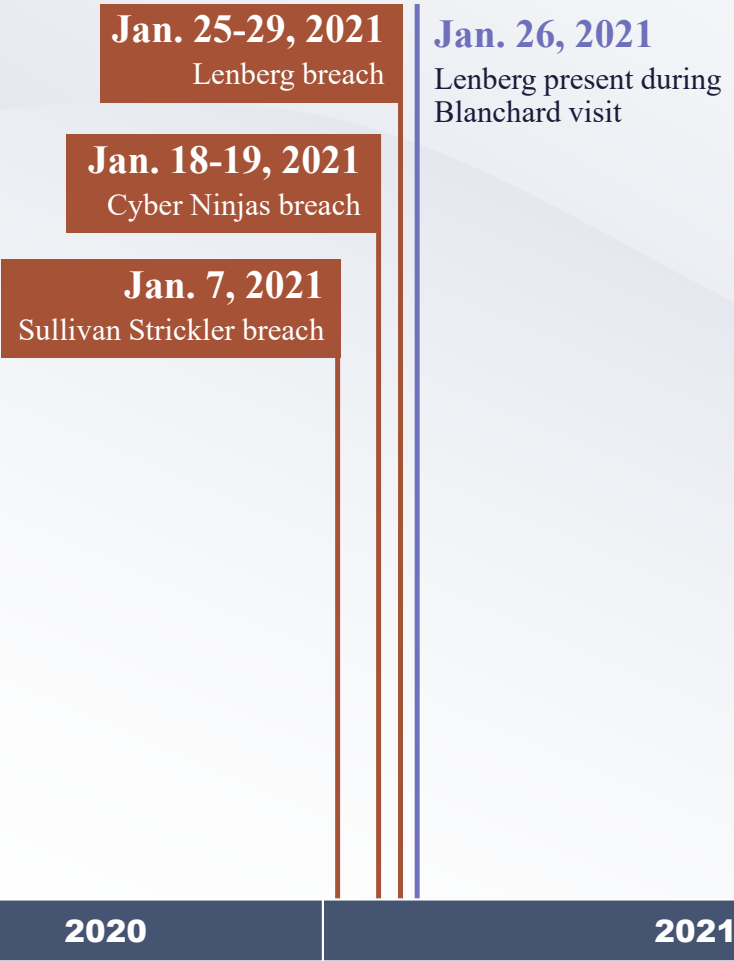 Jan. 25-29, 2021
Lenberg breach
Jan. 26, 2021
Lenberg present during
Blanchard visit
Jan. 18-19, 2021
Cyber Ninjas breach
Jan. 7, 2021
Sullivan Strickler breach
2020
2021